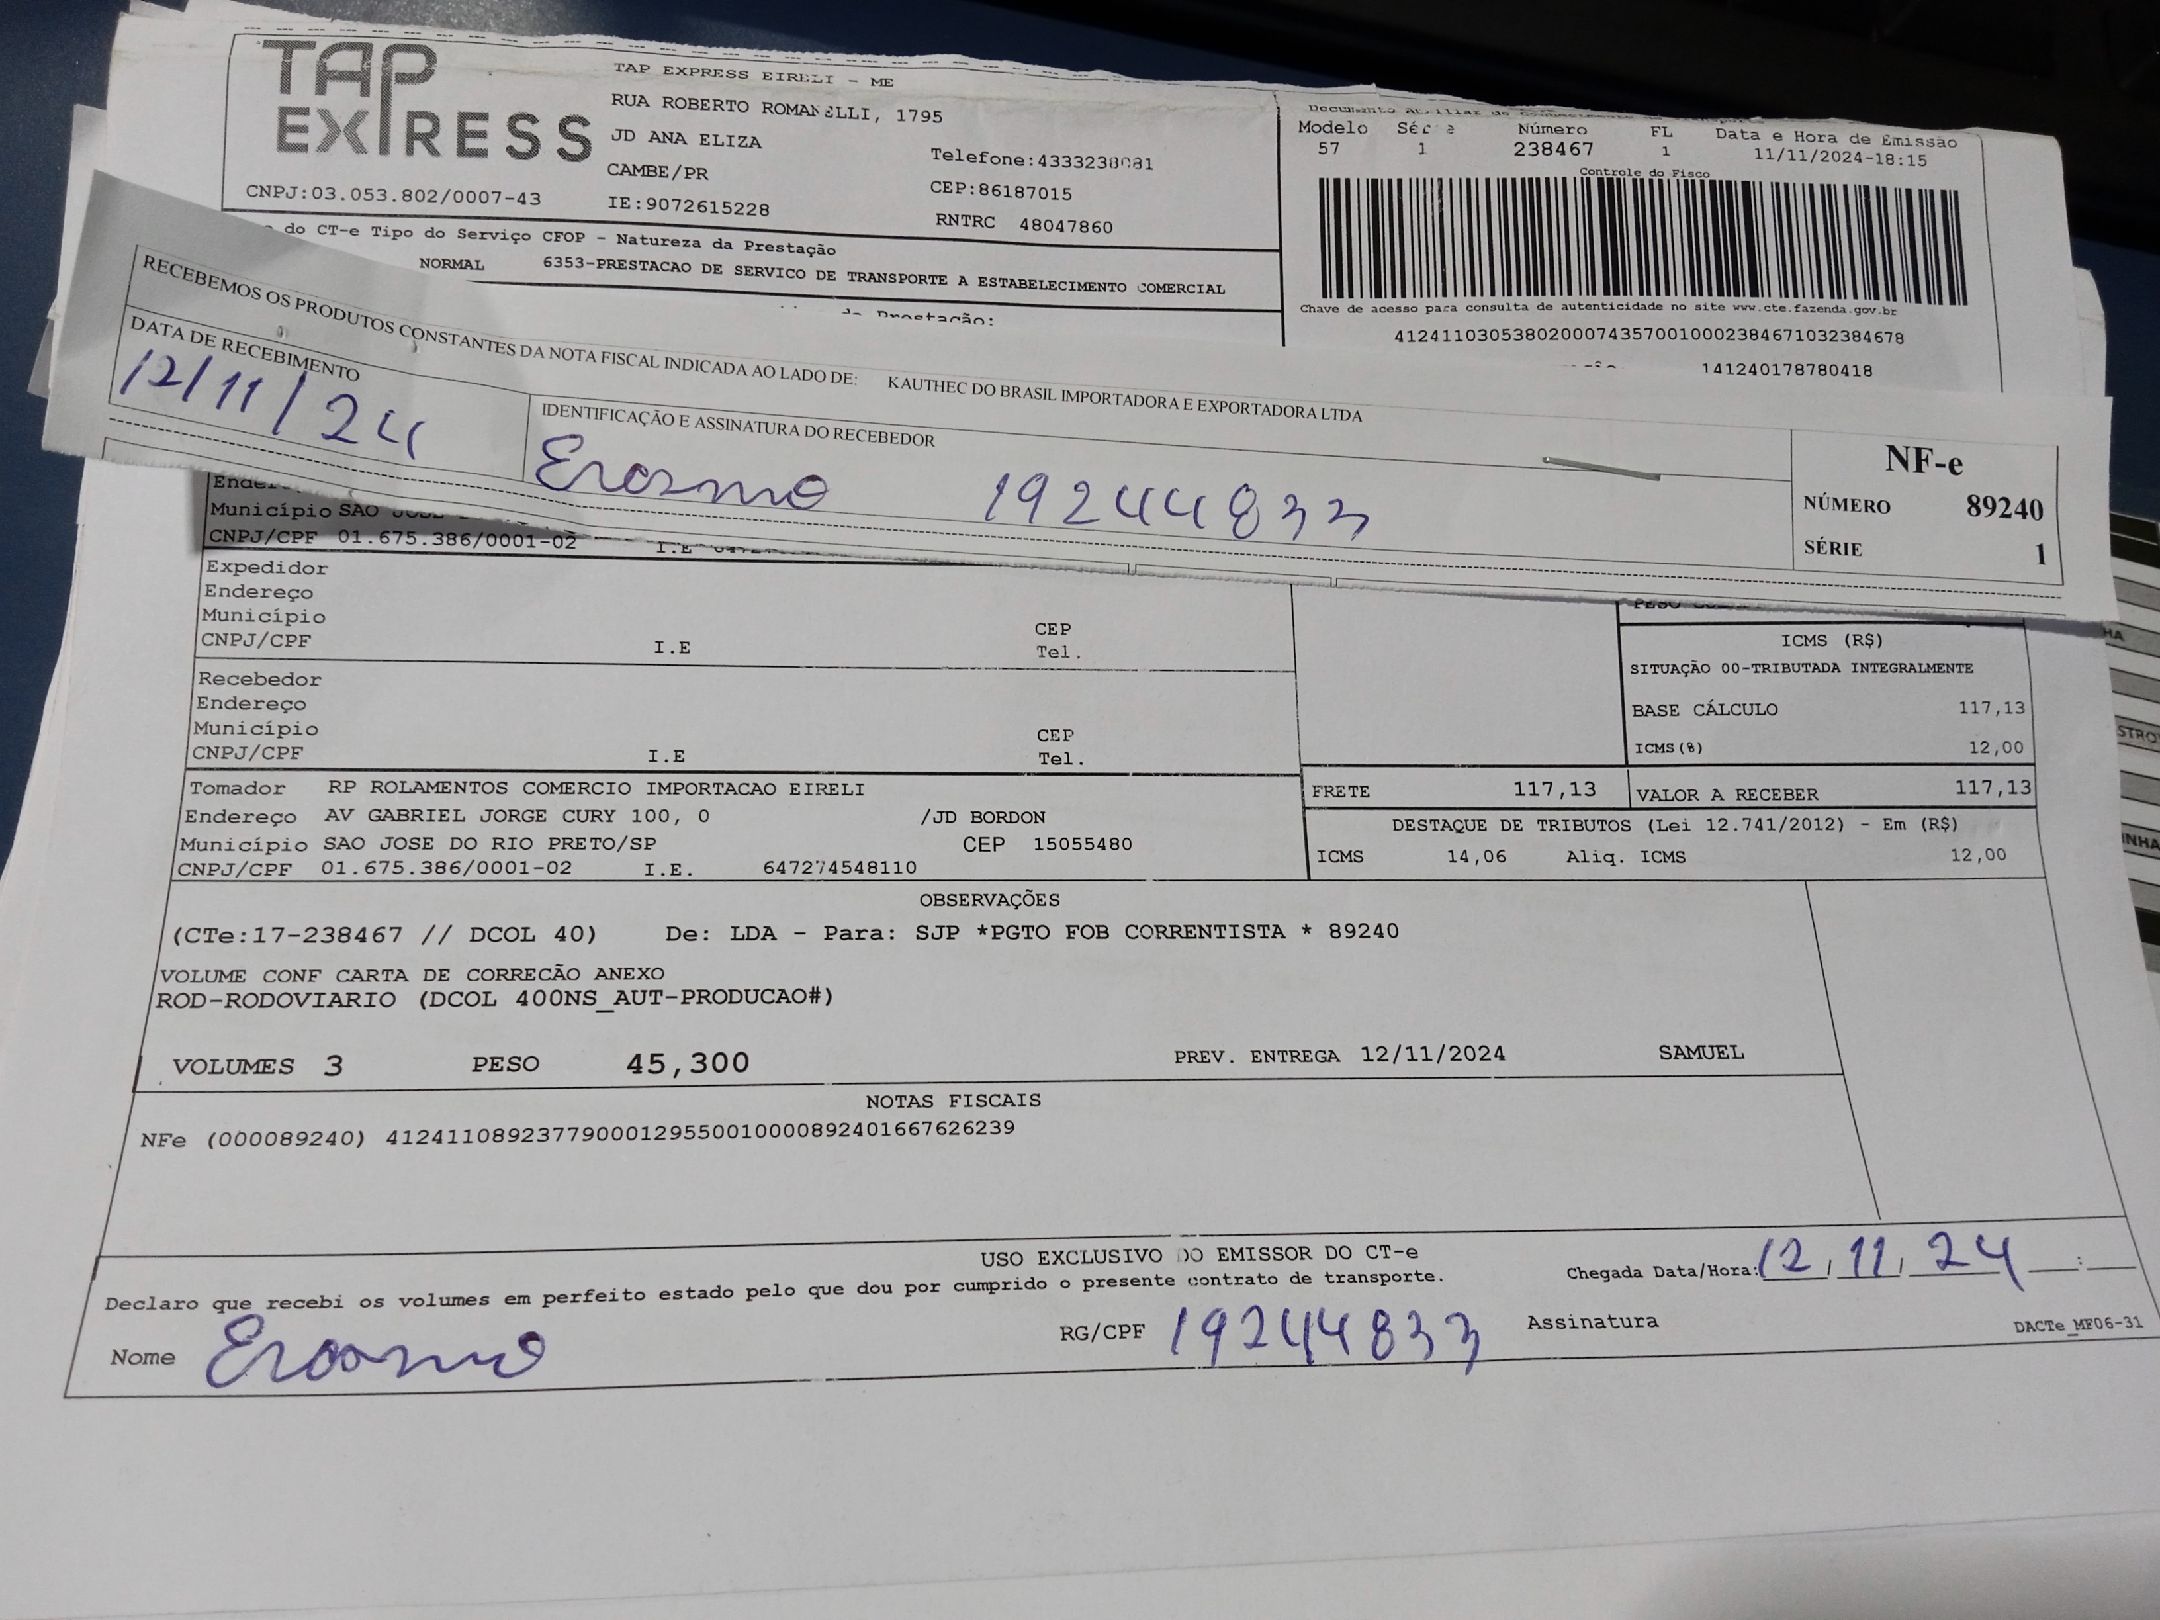 TAP EXPRESS
TAP EXPRESS EIRELI - ME
RUA ROBERTO ROMANELLI, 1795
JD ANA ELIZA
Telefone:4333238081
CAMBE/PR
CEP:86187015
CNPJ:03.053.802/0007-43
IE:9072615228
RNTRC 48047860
Modelo Série Número FL Data e Hora de Emissão
57 1 238467 1 11/11/2024-18:15
Controle do Fisco
Chave de acesso para consulta de autenticidade no site www.cte.fazenda.gov.br
41241103053802000743570010002384671032384678
141240178780418
do CT-e Tipo do Serviço CFOP - Natureza da Prestação
NORMAL 6353-PRESTACAO DE SERVICO DE TRANSPORTE A ESTABELECIMENTO COMERCIAL
Prestação:
RECEBEMOS OS PRODUTOS CONSTANTES DA NOTA FISCAL INDICADA AO LADO DE: KAUTHEC DO BRASIL IMPORTADORA E EXPORTADORA LTDA
DATA DE RECEBIMENTO
12/11/24
IDENTIFICAÇÃO E ASSINATURA DO RECEBEDOR
Erasmo 19244833
NF-e
NÚMERO 89240
SÉRIE 1
Município SAO JOSE
CNPJ/CPF 01.675.386/0001-02 I.E
Expedidor
Endereço
Município CEP
CNPJ/CPF I.E Tel.
Recebedor
Endereço
Município CEP
CNPJ/CPF I.E Tel.
ICMS (R$)
SITUAÇÃO 00-TRIBUTADA INTEGRALMENTE
BASE CÁLCULO 117,13
ICMS(%) 12,00
Tomador RP ROLAMENTOS COMERCIO IMPORTACAO EIRELI
Endereço AV GABRIEL JORGE CURY 100, 0 /JD BORDON
Município SAO JOSE DO RIO PRETO/SP CEP 15055480
CNPJ/CPF 01.675.386/0001-02 I.E. 647274548110
FRETE 117,13 VALOR A RECEBER 117,13
DESTAQUE DE TRIBUTOS (Lei 12.741/2012) - Em (R$)
ICMS 14,06 Aliq. ICMS 12,00
OBSERVAÇÕES
(CTe:17-238467 // DCOL 40) De: LDA - Para: SJP *PGTO FOB CORRENTISTA * 89240
VOLUME CONF CARTA DE CORRECÃO ANEXO
ROD-RODOVIARIO (DCOL 400NS_AUT-PRODUCAO#)
VOLUMES 3 PESO 45,300 PREV. ENTREGA 12/11/2024 SAMUEL
NOTAS FISCAIS
NFe (000089240) 41241108923779000129550010000892401667626239
USO EXCLUSIVO DO EMISSOR DO CT-e
Declaro que recebi os volumes em perfeito estado pelo que dou por cumprido o presente contrato de transporte.
Chegada Data/Hora: 12, 11, 24 :
Nome Erasmo RG/CPF 19244833 Assinatura
DACTe_MF06-31